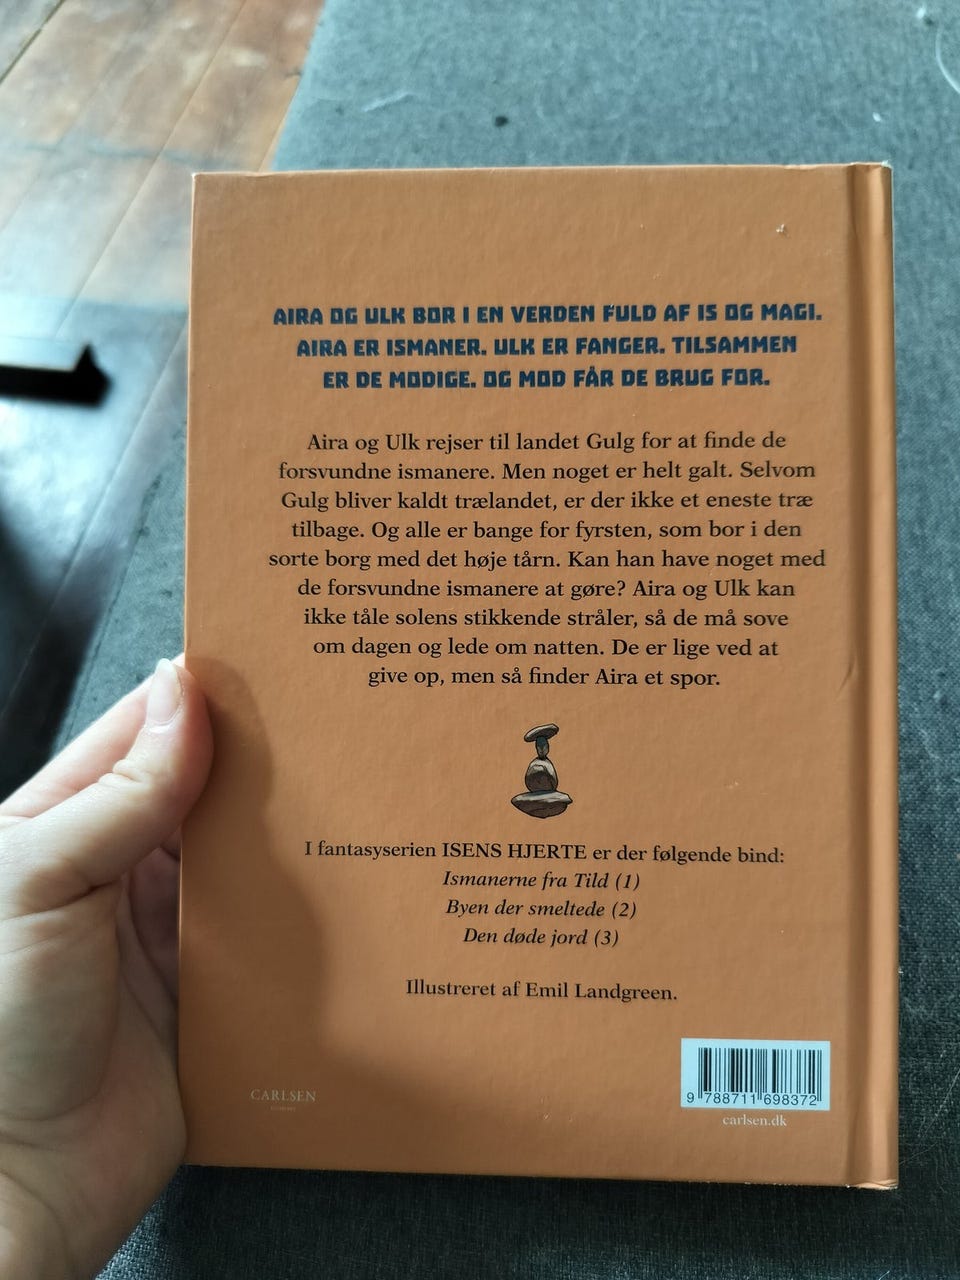 AIRA OG ULK BOR I EN VERDEN FULD AF IS OG MAGI.
AIRA ER ISMANER. ULK ER FANGER. TILSAMMEN
ER DE MODIGE. OG MOD FÅR DE BRUG FOR.
Aira og Ulk rejser til landet Gulg for at finde de
forsvundne ismanere. Men noget er helt galt. Selvom
Gulg bliver kaldt trælandet, er der ikke et eneste træ
tilbage. Og alle er bange for fyrsten, som bor i den
sorte borg med det høje tårn. Kan han have noget med
de forsvundne ismanere at gøre? Aira og Ulk kan
ikke tåle solens stikkende stråler, så de må sove
om dagen og lede om natten. De er lige ved at
give op, men så finder Aira et spor.
I fantasyserien ISENS HJERTE er der følgende bind:
Ismanerne fra Tild (1)
Byen der smeltede (2)
Den døde jord (3)
Illustreret af Emil Landgreen.
CARLSEN
9 788711 698372
carlsen.dk